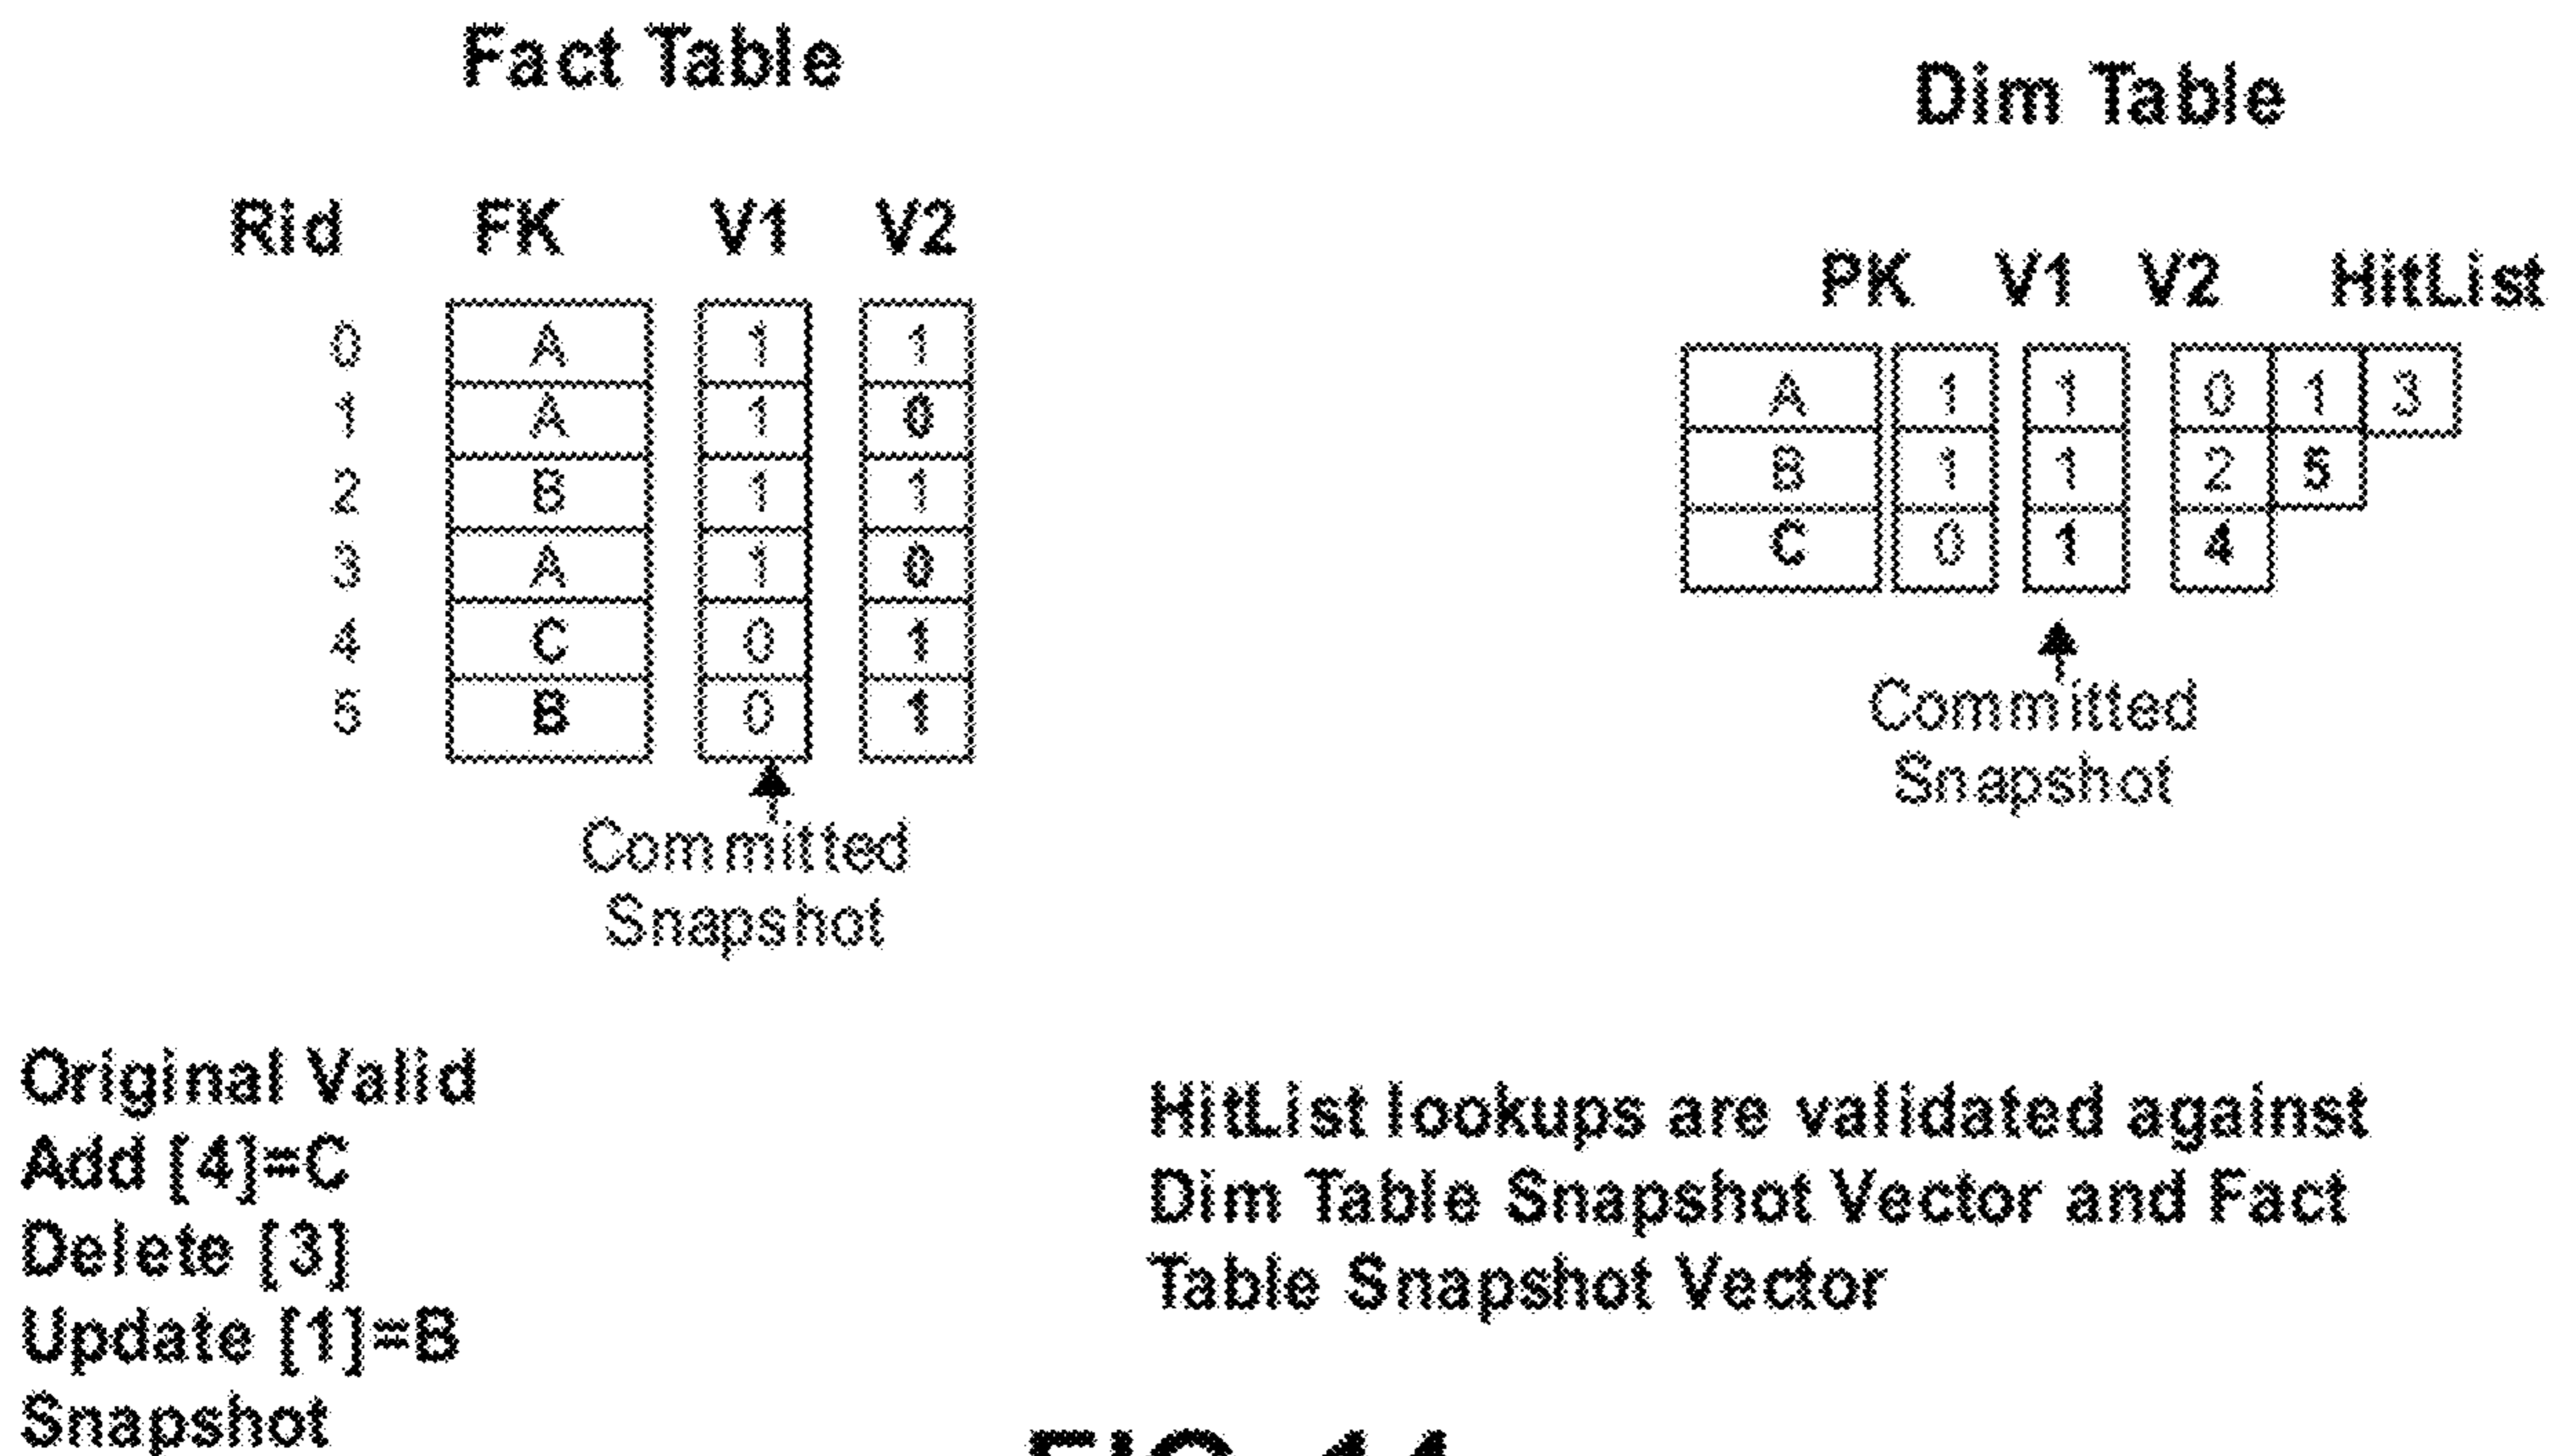 Fact Table
Rid FK V1 V2
0 A 1 1
1 A 1 0
2 B 1 1
3 A 1 0
4 C 0 1
5 B 0 1
Committed
Snapshot
Dim Table
PK V1 V2 HitList
A 1 1 0 1 3
B 1 1 2 5
C 0 1 4
Committed
Snapshot
Original Valid
Add [4]=C
Delete [3]
Update [1]=B
Snapshot
HitList lookups are validated against
Dim Table Snapshot Vector and Fact
Table Snapshot Vector